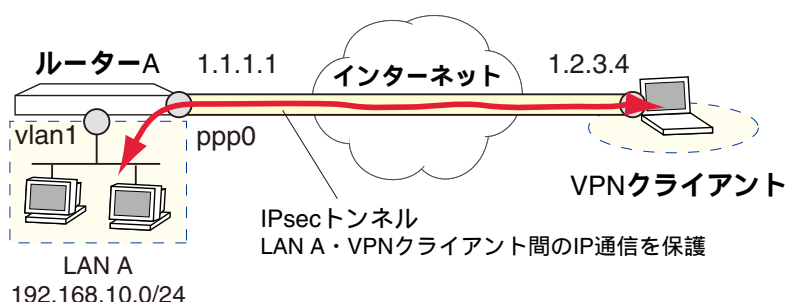 ルーターA
1.1.1.1
インターネット
1.2.3.4
vlan1
ppp0
VPNクライアント
IPsecトンネル
LAN A・VPNクライアント間のIP通信を保護
LAN A
192.168.10.0/24